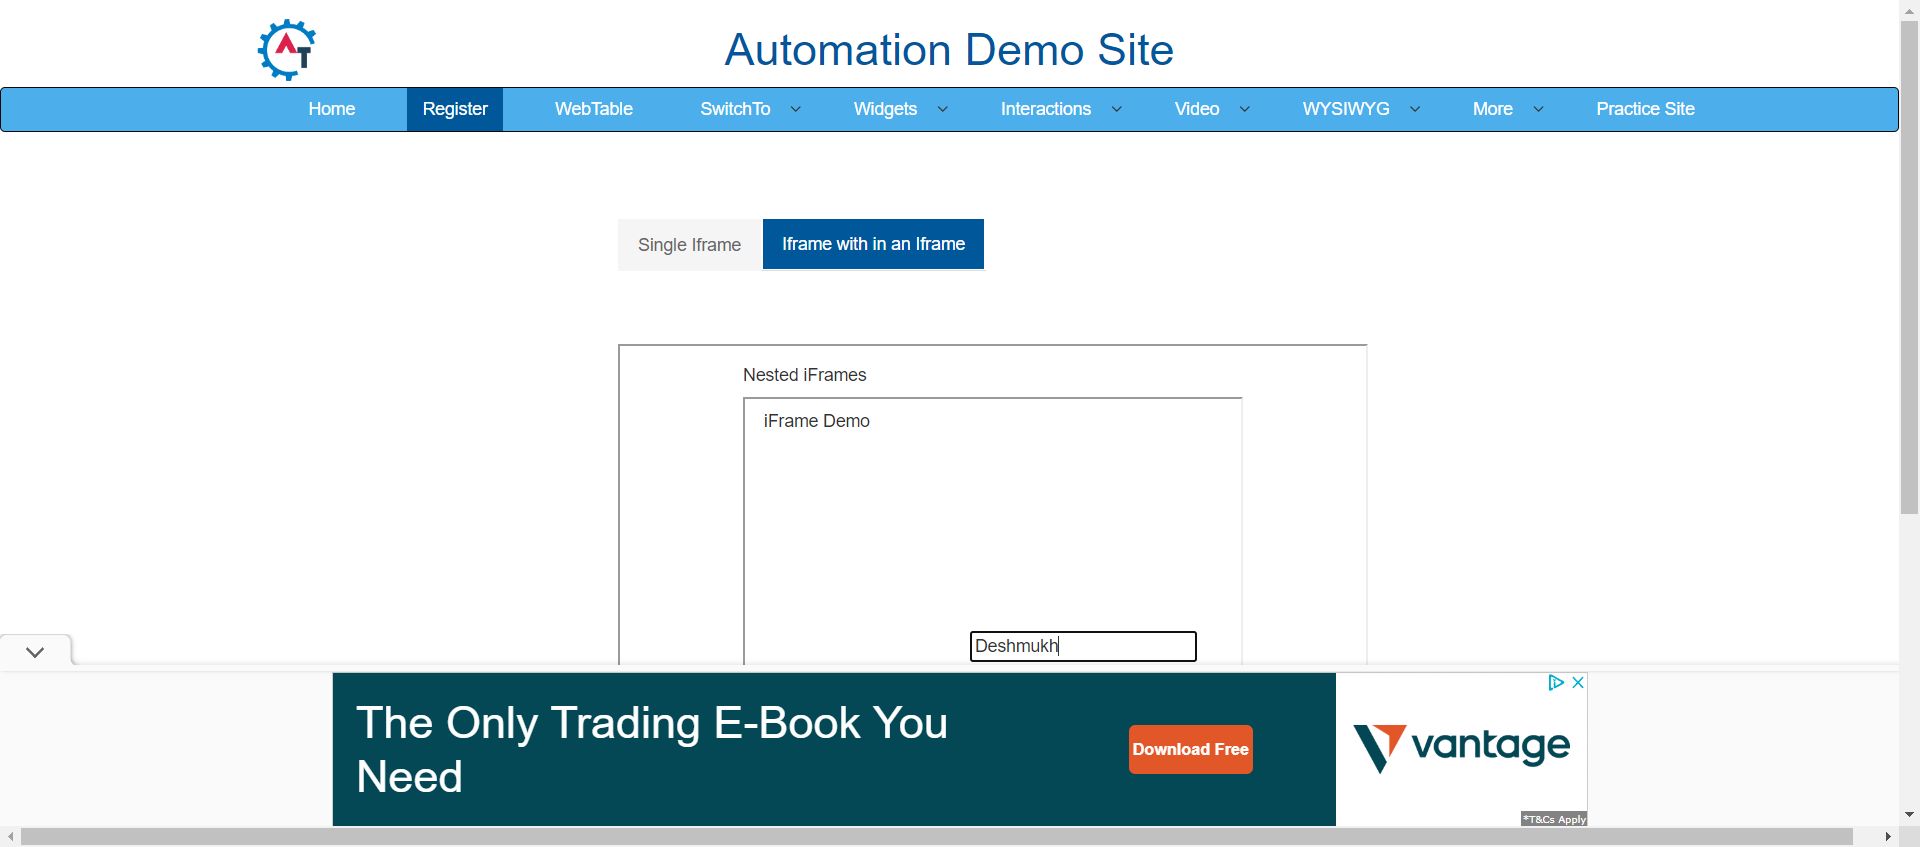 AT
Automation Demo Site
Home Register WebTable SwitchTo Widgets Interactions Video WYSIWYG More Practice Site
Single Iframe Iframe with in an Iframe
Nested iFrames
iFrame Demo
Deshmukh
The Only Trading E-Book You
Need
Download Free
vantage
*T&Cs Apply